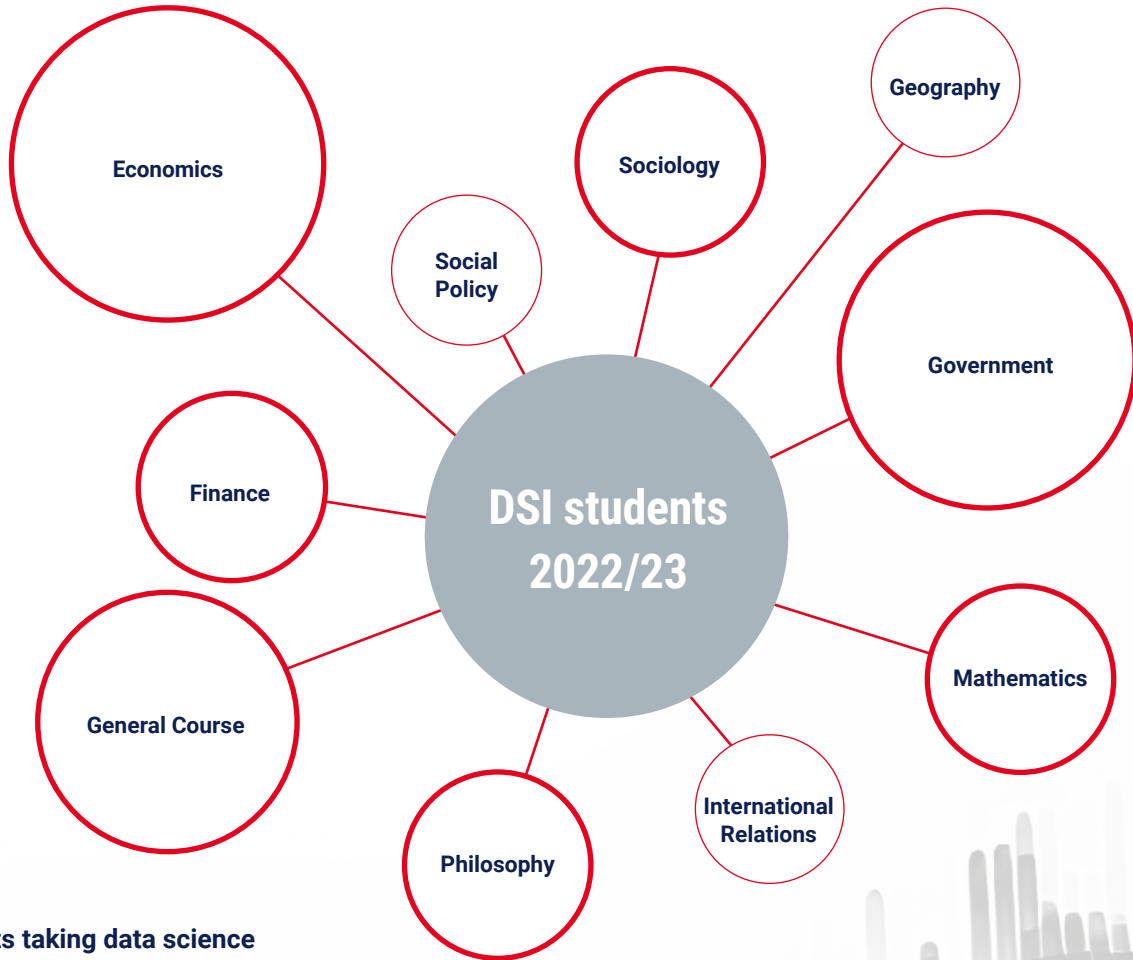 Geography
Sociology
Economics
Social
Policy
Government
Finance
DSI students
2022/23
Mathematics
General Course
International
Relations
Philosophy
taking data science